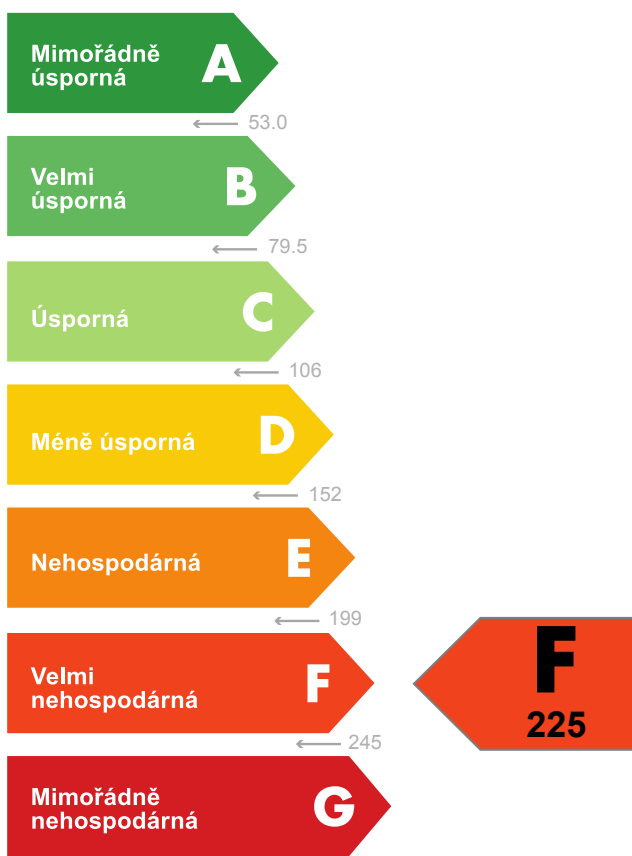 Mimořádně
úsporná
A
← 53.0
Velmi
úsporná
B
← 79.5
Úsporná
C
← 106
Méně úsporná
D
← 152
Nehospodárná
E
← 199
Velmi
nehospodárná
F
F
225
← 245
Mimořádně
nehospodárná
G